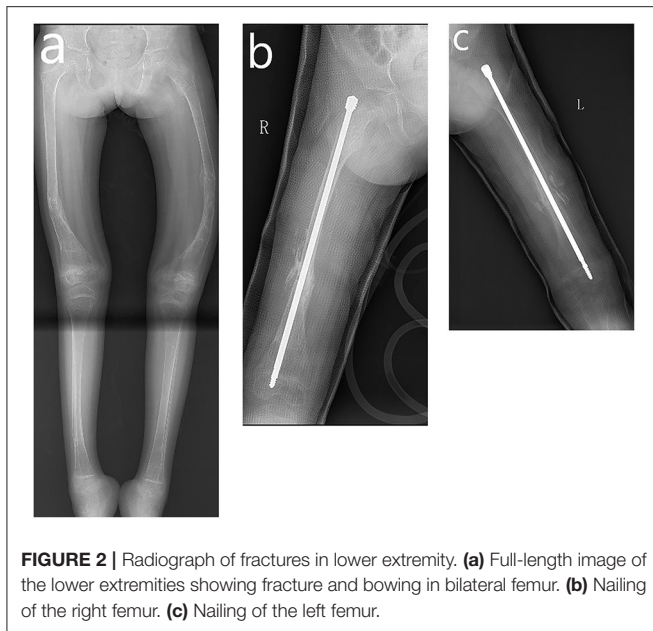 a
b
c
R
L
FIGURE 2 | Radiograph of fractures in lower extremity. (a) Full-length image of
the lower extremities showing fracture and bowing in bilateral femur. (b) Nailing
of the right femur. (c) Nailing of the left femur.